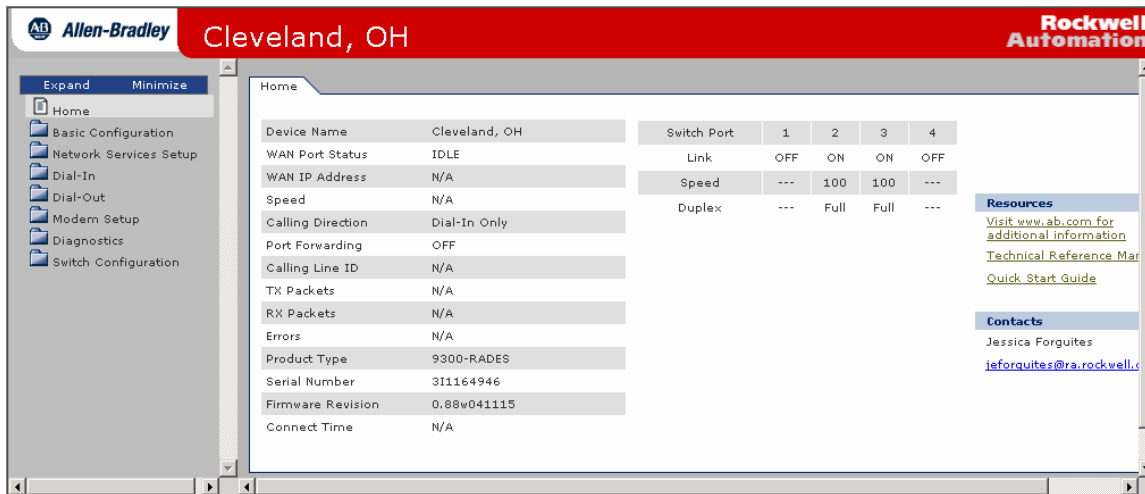 Allen-Bradley
Cleveland, OH
Rockwell
Automation
Expand Minimize
Home
Basic Configuration
Network Services Setup
Dial-In
Dial-Out
Modem Setup
Diagnostics
Switch Configuration
Home
Device Name Cleveland, OH
WAN Port Status IDLE
WAN IP Address N/A
Speed N/A
Calling Direction Dial-In Only
Port Forwarding OFF
Calling Line ID N/A
TX Packets N/A
RX Packets N/A
Errors N/A
Product Type 9300-RADES
Serial Number 3I1164946
Firmware Revision 0.88w041115
Connect Time N/A
Switch Port 1 2 3 4
Link OFF ON ON OFF
Speed --- 100 100 ---
Duplex --- Full Full ---
Resources
Visit www.ab.com for
additional information
Technical Reference Mar
Quick Start Guide
Contacts
Jessica Forguites
jeforguites@ra.rockwell.